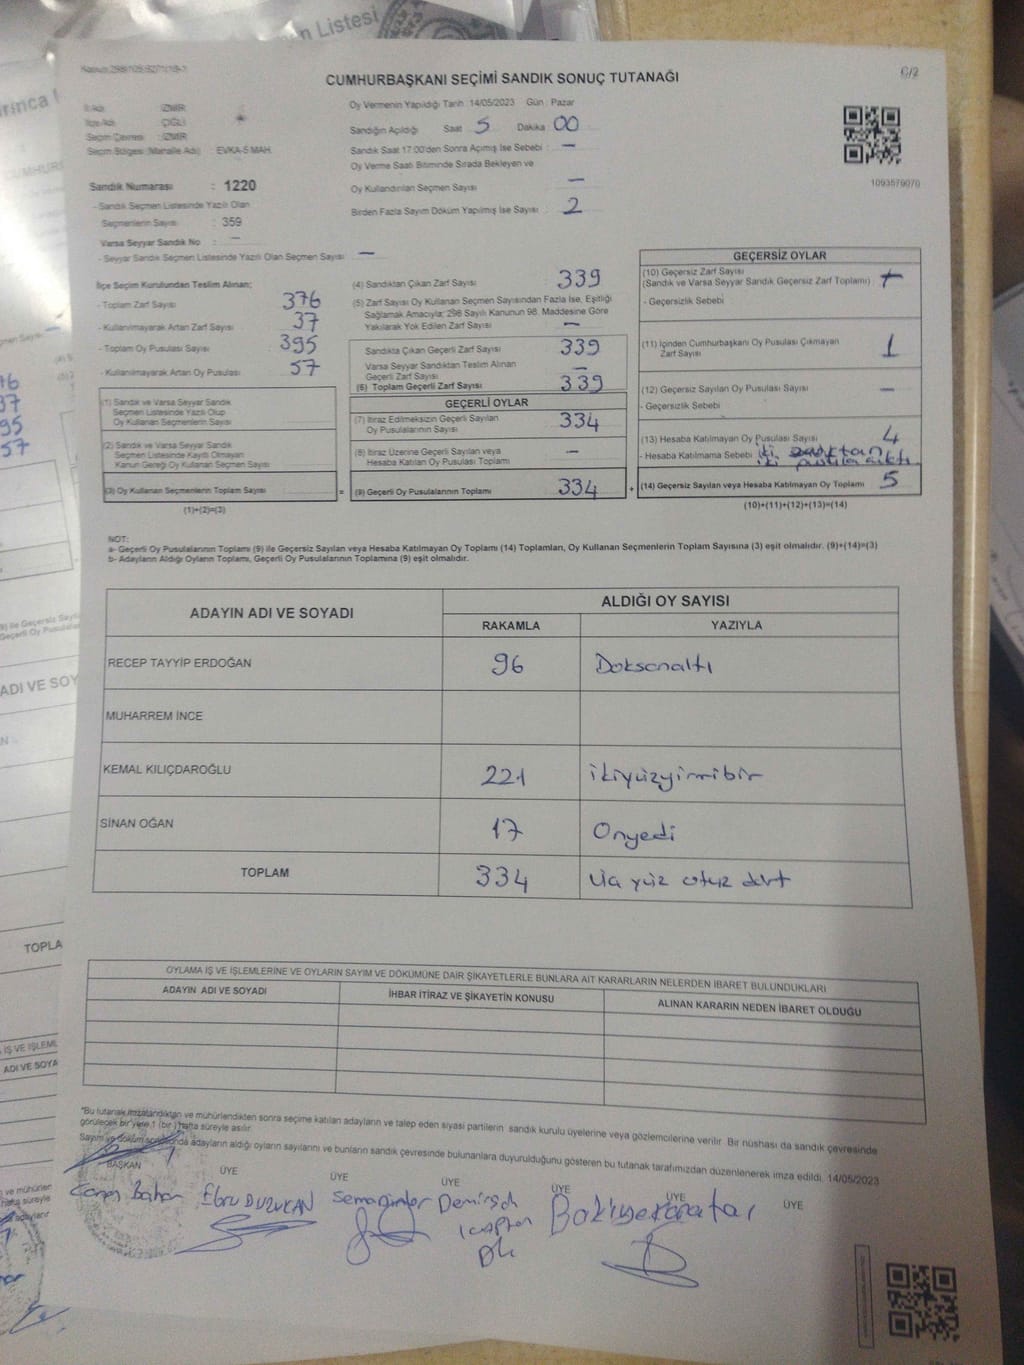 n Listesi
CUMHURBAŞKANI SEÇİMİ SANDIK SONUÇ TUTANAĞI
C/2
İl Adı : İZMİR
İlçe Adı : ÇİĞLİ
Seçim Çevresi : İZMİR
Seçim Bölgesi (Mahalle Adı) : EVKA-5 MAH.
Sandık Numarası : 1220
- Sandık Seçmen Listesinde Yazılı Olan
Seçmenlerin Sayısı : 359
Varsa Seyyar Sandık No : —
- Seyyar Sandık Seçmen Listesinde Yazılı Olan Seçmen Sayısı : —
Oy Vermenin Yapıldığı Tarih : 14/05/2023 Gün : Pazar
Sandığın Açıldığı Saat 5 Dakika : 00
Sandık Saat 17:00'den Sonra Açımış İse Sebebi : —
Oy Verme Saati Bitiminde Sırada Bekleyen ve
Oy Kullandırılan Seçmen Sayısı —
Birden Fazla Sayım Döküm Yapılmış İse Sayısı : 2
1093579070
İlçe Seçim Kurulundan Teslim Alınan;
- Toplam Zarf Sayısı 376
- Kullanılmayarak Artan Zarf Sayısı 37
- Toplam Oy Pusulası Sayısı 395
- Kullanılmayarak Artan Oy Pusulası 57
(1) Sandık ve Varsa Seyyar Sandık
Seçmen Listesinde Yazılı Olup
Oy Kullanan Seçmenlerin Sayısı
(2) Sandık ve Varsa Seyyar Sandık
Seçmen Listesinde Kayıtlı Olmayan
Kanun Gereği Oy Kullanan Seçmen Sayısı
(3) Oy Kullanan Seçmenlerin Toplam Sayısı
(1)+(2)=(3)
=
(4) Sandıktan Çıkan Zarf Sayısı 339
(5) Zarf Sayısı Oy Kullanan Seçmen Sayısından Fazla İse, Eşitliği
Sağlamak Amacıyla; 298 Sayılı Kanunun 98. Maddesine Göre
Yakılarak Yok Edilen Zarf Sayısı —
Sandıkta Çıkan Geçerli Zarf Sayısı 339
Varsa Seyyar Sandıktan Teslim Alınan
Geçerli Zarf Sayısı —
(6) Toplam Geçerli Zarf Sayısı 339
GEÇERLİ OYLAR
(7) İtiraz Edilmeksizin Geçerli Sayılan
Oy Pusulalarının Sayısı 334
(8) İtiraz Üzerine Geçerli Sayılan veya
Hesaba Katılan Oy Pusulası Toplamı —
(9) Geçerli Oy Pusulalarının Toplamı 334
+
GEÇERSİZ OYLAR
(10) Geçersiz Zarf Sayısı
(Sandık ve Varsa Seyyar Sandık Geçersiz Zarf Toplamı) :
- Geçersizlik Sebebi
(11) İçinden Cumhurbaşkanı Oy Pusulası Çıkmayan
Zarf Sayısı 1
(12) Geçersiz Sayılan Oy Pusulası Sayısı —
- Geçersizlik Sebebi
(13) Hesaba Katılmayan Oy Pusulası Sayısı 4
- Hesaba Katılmama Sebebi iki
iki pusula çıktı.
(14) Geçersiz Sayılan veya Hesaba Katılmayan Oy Toplamı 5
(10)+(11)+(12)+(13)=(14)
NOT:
a- Geçerli Oy Pusulalarının Toplamı (9) ile Geçersiz Sayılan veya Hesaba Katılmayan Oy Toplamı (14) Toplamları, Oy Kullanan Seçmenlerin Toplam Sayısına (3) eşit olmalıdır. (9)+(14)=(3)
b- Adayların Aldığı Oyların Toplamı, Geçerli Oy Pusulalarının Toplamına (9) eşit olmalıdır.
ADAYIN ADI VE SOYADI ALDIĞI OY SAYISI
RAKAMLA YAZIYLA
RECEP TAYYİP ERDOĞAN 96 Doksanaltı
MUHARREM İNCE
KEMAL KILIÇDAROĞLU 221 ikiyüzyirmibir
SİNAN OĞAN 17 Onyedi
TOPLAM 334 Üç yüz otuz dört
OYLAMA İŞ VE İŞLEMLERİNE VE OYLARIN SAYIM VE DÖKÜMÜNE DAİR ŞİKAYETLERLE BUNLARA AİT KARARLARIN NELERDEN İBARET BULUNDUKLARI
ADAYIN ADI VE SOYADI İHBAR İTİRAZ VE ŞİKAYETİN KONUSU ALINAN KARARIN NEDEN İBARET OLDUĞU
*Bu tutanak imzalandıktan ve mühürlendikten sonra seçime katılan adayların ve talep eden siyasi partilerin sandık kurulu üyelerine veya gözlemcilerine verilir. Bir nüshası da sandık çevresinde
görülecek bir yere 1 (bir) hafta süreyle asılır.
Sayım ve döküm sonucunda adayların aldığı oyların sayılarını ve bunların sandık çevresinde bulunanlara duyurulduğunu gösteren bu tutanak tarafımızdan düzenlenerek imza edildi. 14/05/2023
BAŞKAN ÜYE ÜYE ÜYE ÜYE ÜYE ÜYE
Ebru DUZUKAN